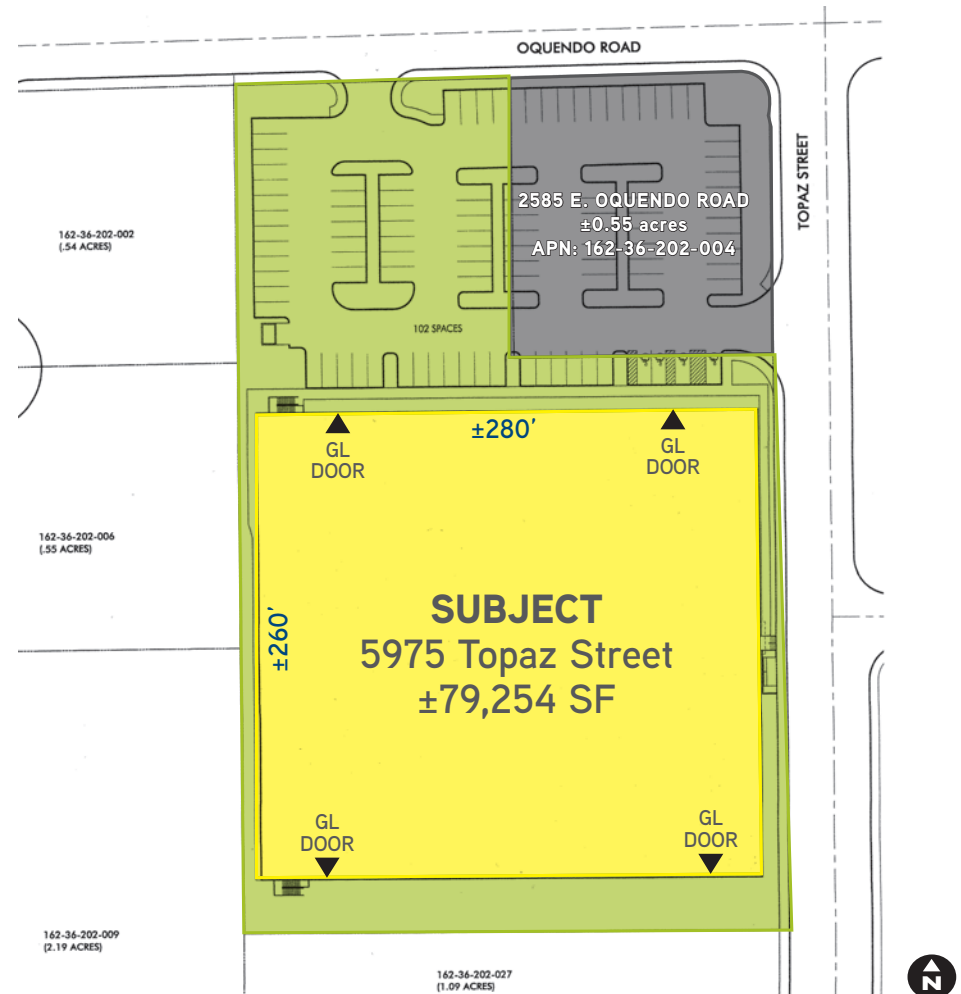 OQUENDO ROAD
TOPAZ STREET
2585 E. OQUENDO ROAD
±0.55 acres
APN: 162-36-202-004
162-36-202-002
(.54 ACRES)
102 SPACES
±280’
GL
DOOR
GL
DOOR
162-36-202-006
(.55 ACRES)
±260’
SUBJECT
5975 Topaz Street
±79,254 SF
GL
DOOR
GL
DOOR
162-36-202-009
(2.19 ACRES)
162-36-202-027
(1.09 ACRES)
N